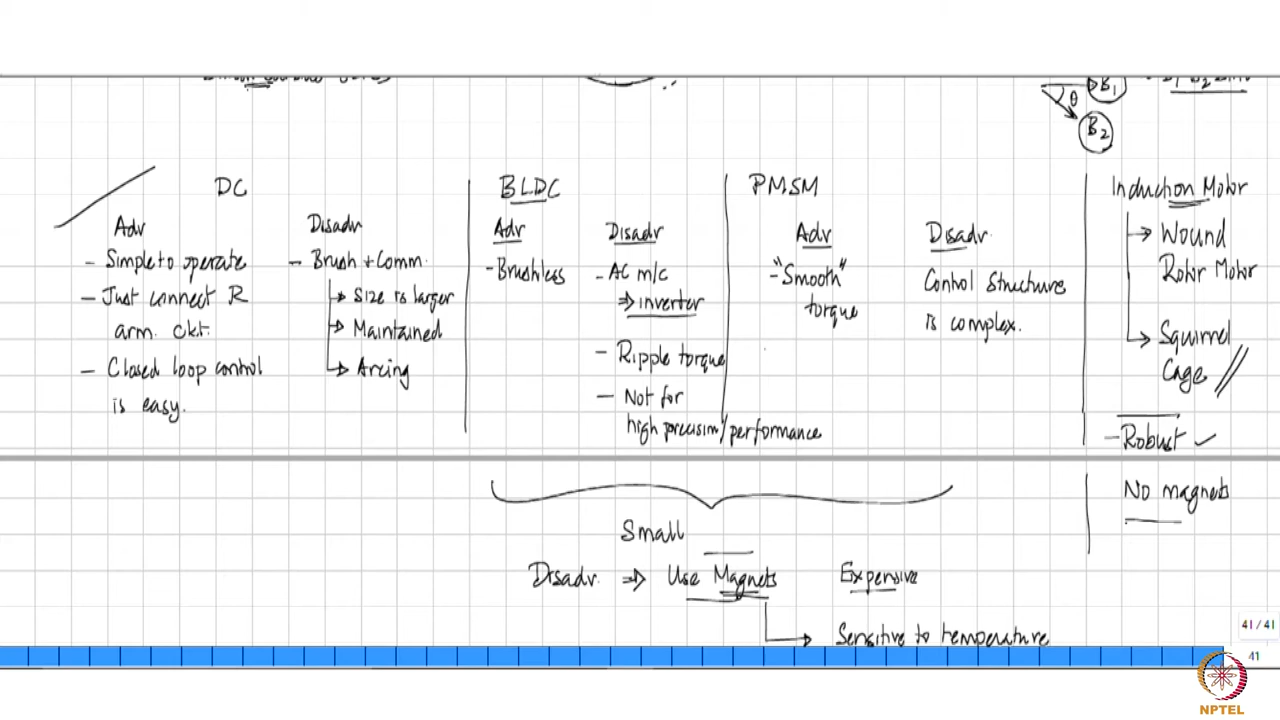 θ
B₁
B₂
DC
Adv
- Simple to operate
- Just connect R
arm. ckt.
- Closed loop control
is easy.
Disadv
- Brush + Comm.
→ Size is larger
→ Maintained
→ Arcing
BLDC
Adv
- Brushless
Disadv
- AC m/c
⇒ inverter
- Ripple torque
- Not for
high precision/performance
PMSM
Adv
- "Smooth"
torque
Disadv.
Control structure
is complex.
Induction Motor
→ Wound
Rotor Motor
→ Squirrel
Cage
- Robust ✓
No magnets
Small
Disadv. ⇒ Use Magnets Expensive
→ Sensitive to temperature
41 / 41
41
NPTEL